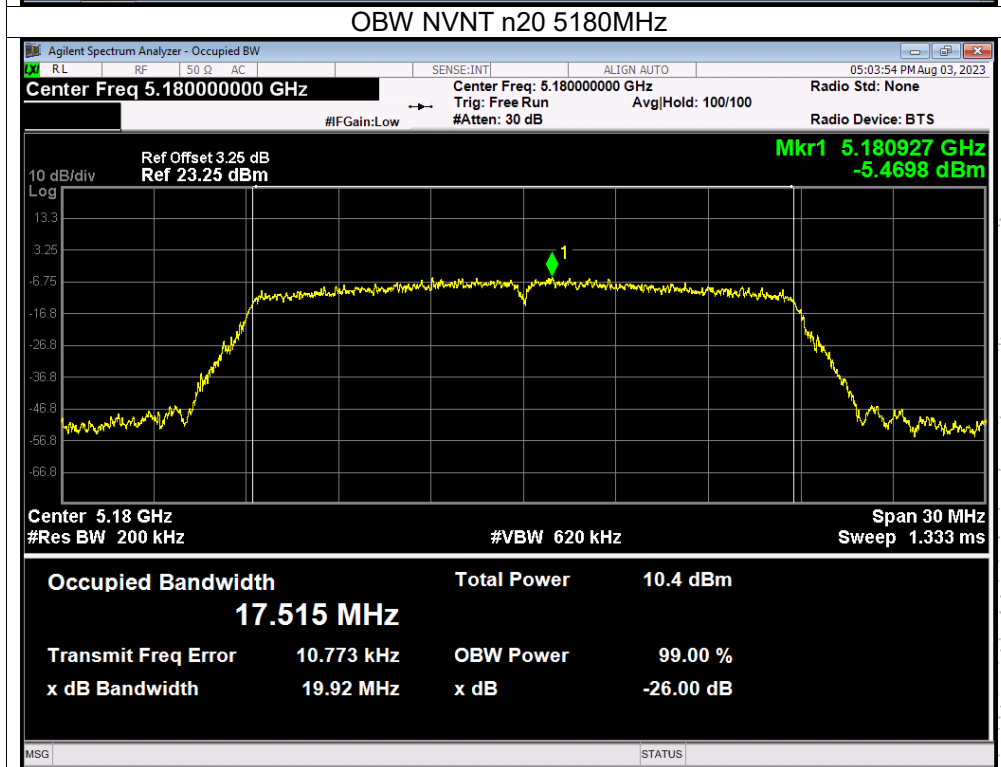 OBW NVNT n20 5180MHz
Agilent Spectrum Analyzer - Occupied BW
LXI RL RF 50 Ω AC SENSE:INT ALIGN AUTO 05:03:54 PM Aug 03, 2023
Center Freq 5.180000000 GHz Center Freq: 5.180000000 GHz Radio Std: None
Trig: Free Run Avg|Hold: 100/100
#IFGain:Low #Atten: 30 dB Radio Device: BTS
Mkr1 5.180927 GHz
-5.4698 dBm
Ref Offset 3.25 dB
10 dB/div Ref 23.25 dBm
Log
13.3
3.25
-6.75
-16.8
-26.8
-36.8
-46.8
-56.8
-66.8
1
Center 5.18 GHz Span 30 MHz
#Res BW 200 kHz #VBW 620 kHz Sweep 1.333 ms
Occupied Bandwidth Total Power 10.4 dBm
17.515 MHz
Transmit Freq Error 10.773 kHz OBW Power 99.00 %
x dB Bandwidth 19.92 MHz x dB -26.00 dB
MSG STATUS